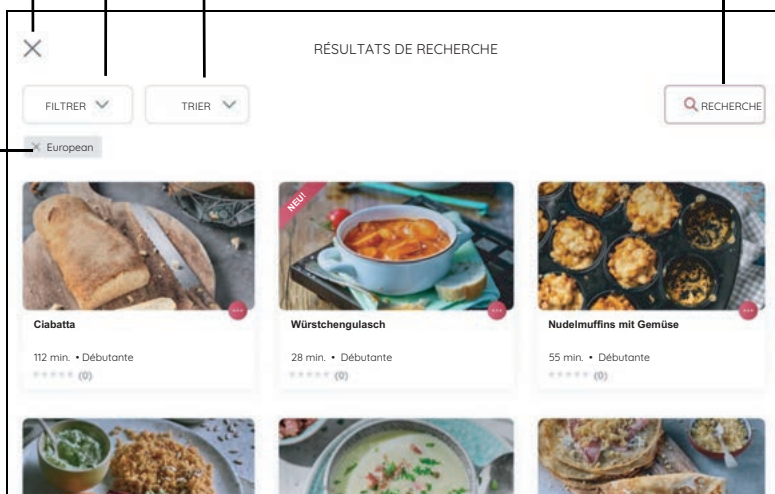 RÉSULTATS DE RECHERCHE
FILTRER TRIER RECHERCHE
European
NEU!
Ciabatta Würstchengulasch Nudelmuffins mit Gemüse
112 min. • Débutante 28 min. • Débutante 55 min. • Débutante
(0) (0) (0)